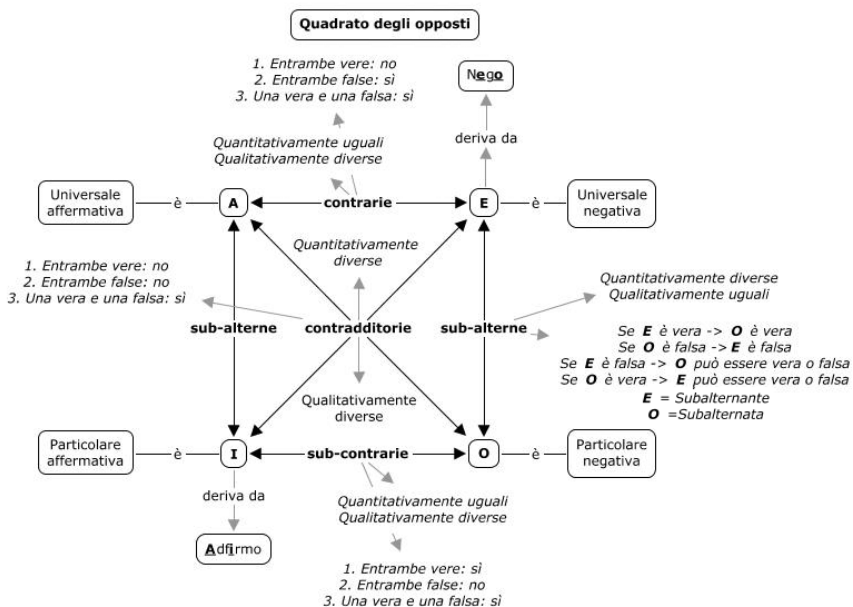 Quadrato degli opposti
1. Entrambe vere: no
2. Entrambe false: sì
3. Una vera e una falsa: sì
Nego
deriva da
Quantitativamente uguali
Qualitativamente diverse
Universale
affermativa
è
A
contrarie
E
è
Universale
negativa
Quantitativamente
diverse
1. Entrambe vere: no
2. Entrambe false: no
3. Una vera e una falsa: sì
Quantitativamente diverse
Qualitativamente uguali
sub-alterne
contradditorie
sub-alterne
Se E è vera -> O è vera
Se O è falsa -> E è falsa
Se E è falsa -> O può essere vera o falsa
Se O è vera -> E può essere vera o falsa
E = Subalternante
O =Subalternata
Qualitativamente
diverse
Particolare
affermativa
è
I
sub-contrarie
O
è
Particolare
negativa
deriva da
Quantitativamente uguali
Qualitativamente diverse
Adfirmo
1. Entrambe vere: sì
2. Entrambe false: no
3. Una vera e una falsa: sì